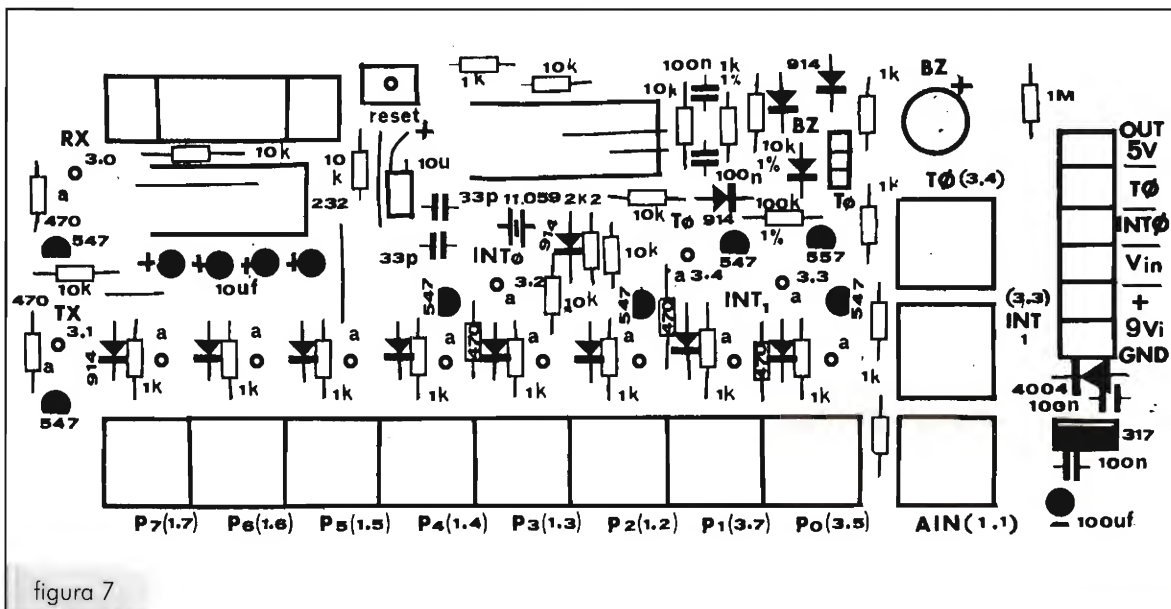 1k
10k
100n
1k
1%
914
1k
BZ
+
1M
reset
+
RX
3.0
10k
10
k
10u
10k
BZ
10k
1%
OUT
5V
a
470
232
33p
11.059
2K2
10k
TØ
914
100n
100k
1%
TØ
1k
TØ(3.4)
TØ
INTØ
547
+
+
+
+
10uf
10k
33p
INTØ
914
10k
547
557
Vin
470
TX
3.1
a
547
3.2
a
10k
547
a
3.4
470
INT1
3.3
a
547
(3,3)
INT
1
+
9Vi
GND
a
914
a
a
a
a
470
a
a
a
470
a
1k
1k
1k
1k
1k
1k
1k
1k
1k
547
4004
100n
317
100n
P7(1.7)
P6(1.6)
P5(1.5)
P4(1.4)
P3(1.3)
P2(1.2)
P1(3.7)
P0(3.5)
AIN(1,1)
100uf
figura 7